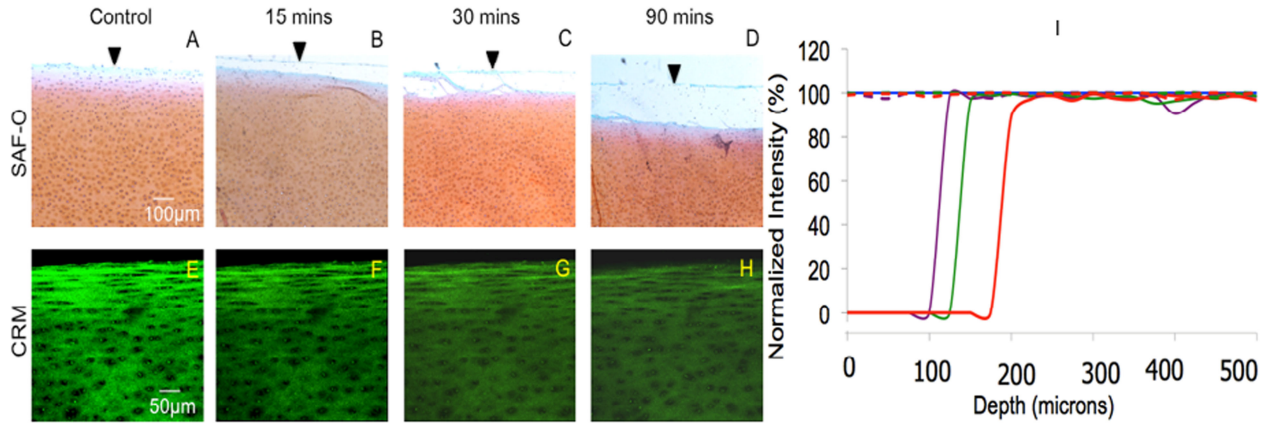 Control 15 mins 30 mins 90 mins
A B C D
SAF-O
100µm
E F G H
CRM
50µm
I
Normalized Intensity (%)
120
100
80
60
40
20
0
0 100 200 300 400 500
Depth (microns)